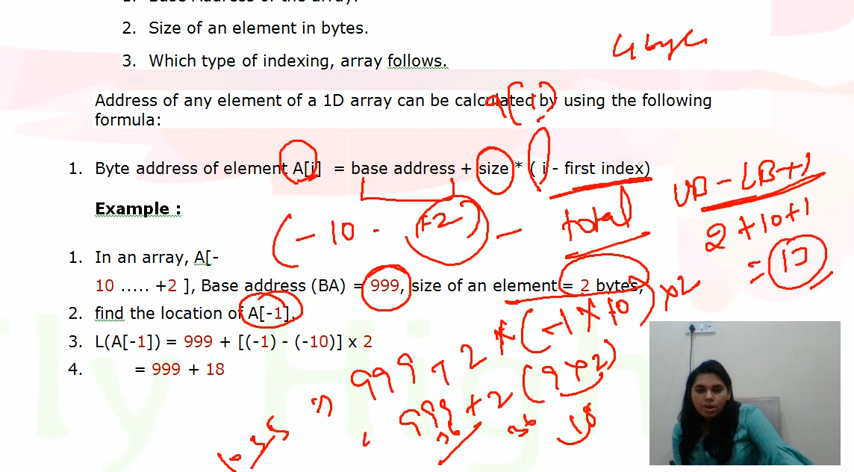 2. Size of an element in bytes.
4 byte
3. Which type of indexing, array follows.
Address of any element of a 1D array can be calculated by using the following
formula:
a[i]
1. Byte address of element A[i] = base address + size * ( i - first index)
UB - LB + 1
Example :
(-10 - +2) - total
2 + 10 + 1
= 13
1. In an array, A[-
10 ..... +2 ], Base address (BA) = 999, size of an element = 2 bytes,
2. find the location of A[-1].
3. L(A[-1]) = 999 + [(-1) - (-10)] x 2
999 + 2 * (-1 + 10) x 2
4. = 999 + 18
999 + 2 (9 x 2)
36
36
18
1035